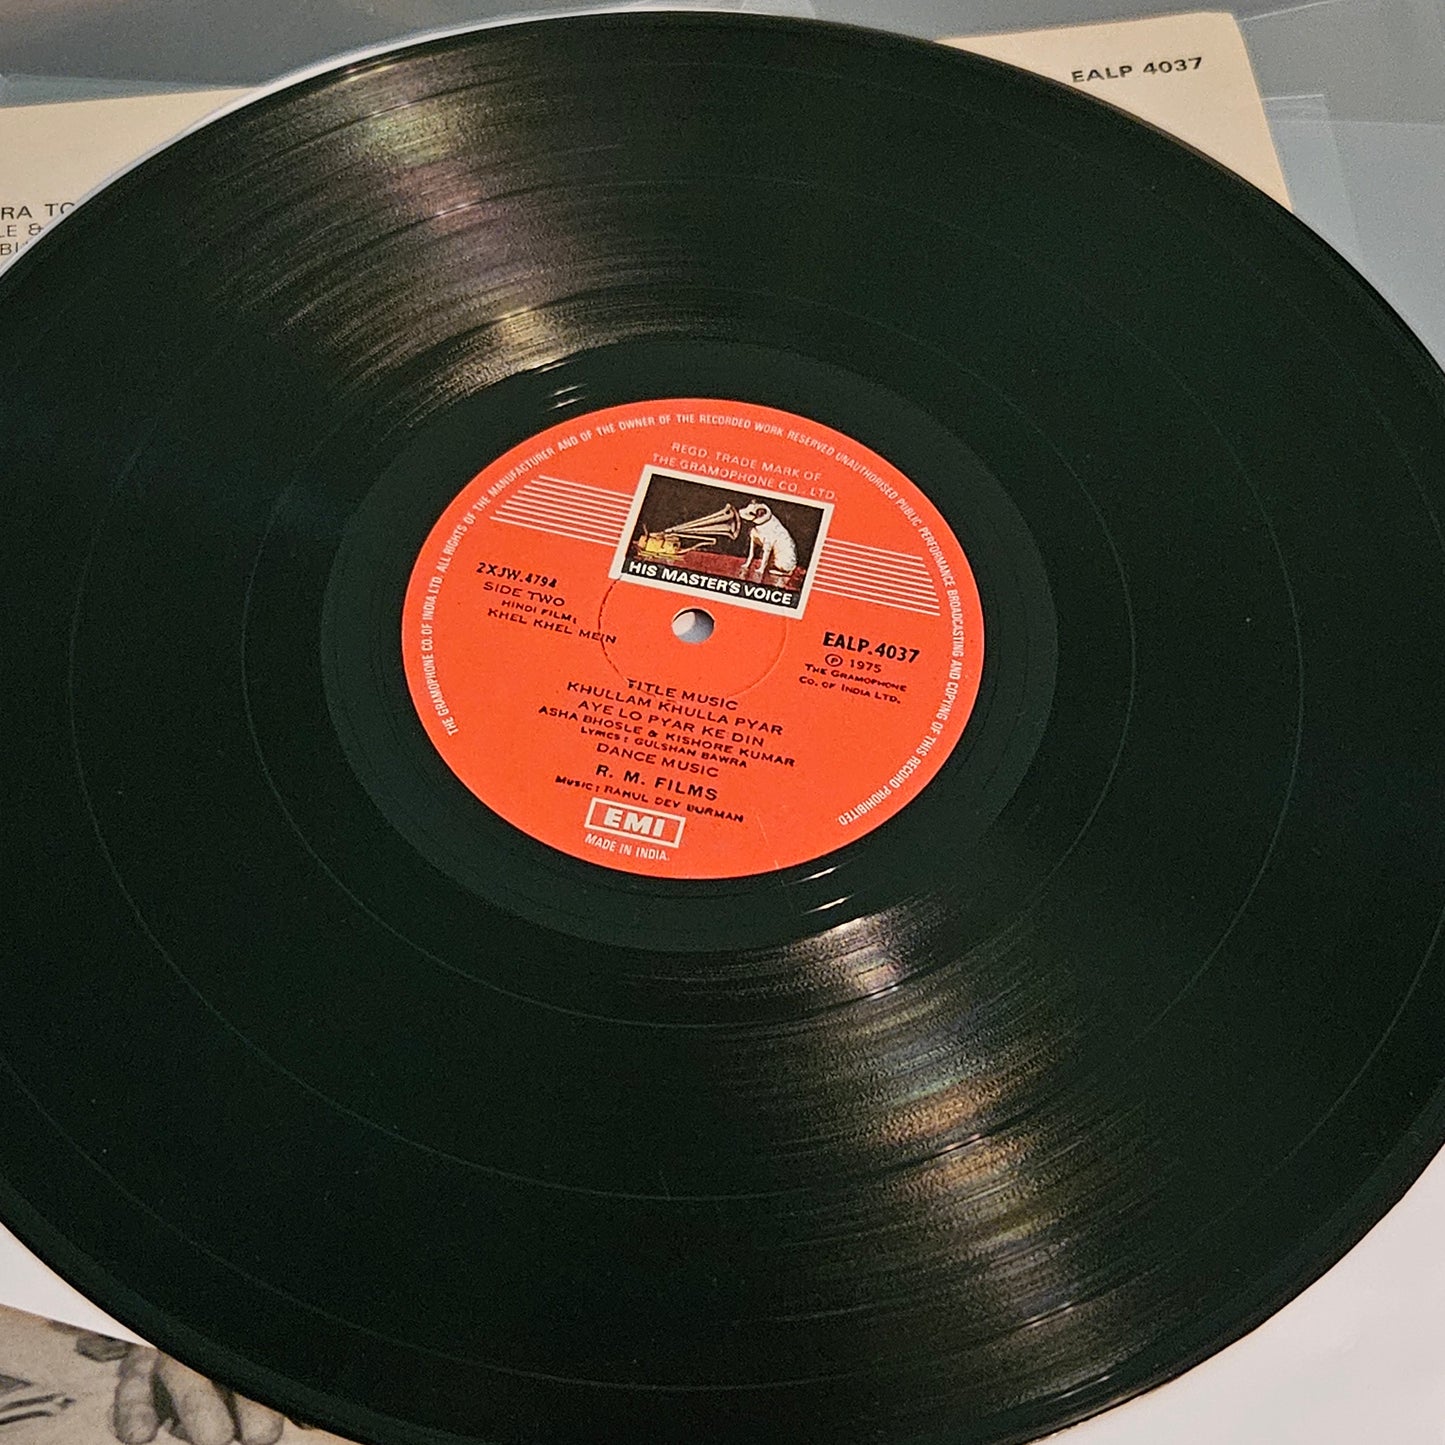 EALP 4037
RA TO
LE &
BU
THE GRAMOPHONE CO. OF INDIA LTD. ALL RIGHTS OF THE MANUFACTURER AND OF THE OWNER OF THE RECORDED WORK RESERVED UNAUTHORISED PUBLIC PERFORMANCE BROADCASTING AND COPYING OF THIS RECORD PROHIBITED
REGD. TRADE MARK OF
THE GRAMOPHONE CO., LTD.
HIS MASTER'S VOICE
2XJW.4794
SIDE TWO
HINDI FILM:
KHEL KHEL MEIN
EALP.4037
Ⓟ 1975
THE GRAMOPHONE
CO. OF INDIA LTD.
TITLE MUSIC
KHULLAM KHULLA PYAR
AYE LO PYAR KE DIN
ASHA BHOSLE & KISHORE KUMAR
LYRICS : GULSHAN BAWRA
DANCE MUSIC
R. M. FILMS
MUSIC : RAHUL DEV BURMAN
EMI
MADE IN INDIA.